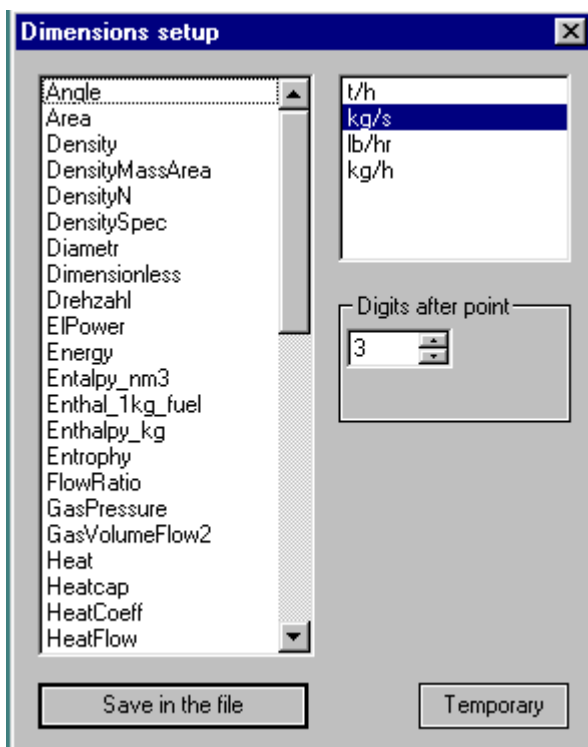 Dimensions setup
Angle
Area
Density
DensityMassArea
DensityN
DensitySpec
Diametr
Dimensionless
Drehzahl
ElPower
Energy
Entalpy_nm3
Enthal_1kg_fuel
Enthalpy_kg
Entrophy
FlowRatio
GasPressure
GasVolumeFlow2
Heat
Heatcap
HeatCoeff
HeatFlow
t/h
kg/s
lb/hr
kg/h
Digits after point
3
Save in the file
Temporary